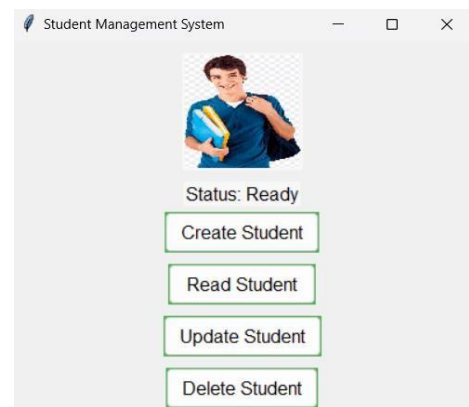 Student Management System
Status: Ready
Create Student
Read Student
Update Student
Delete Student